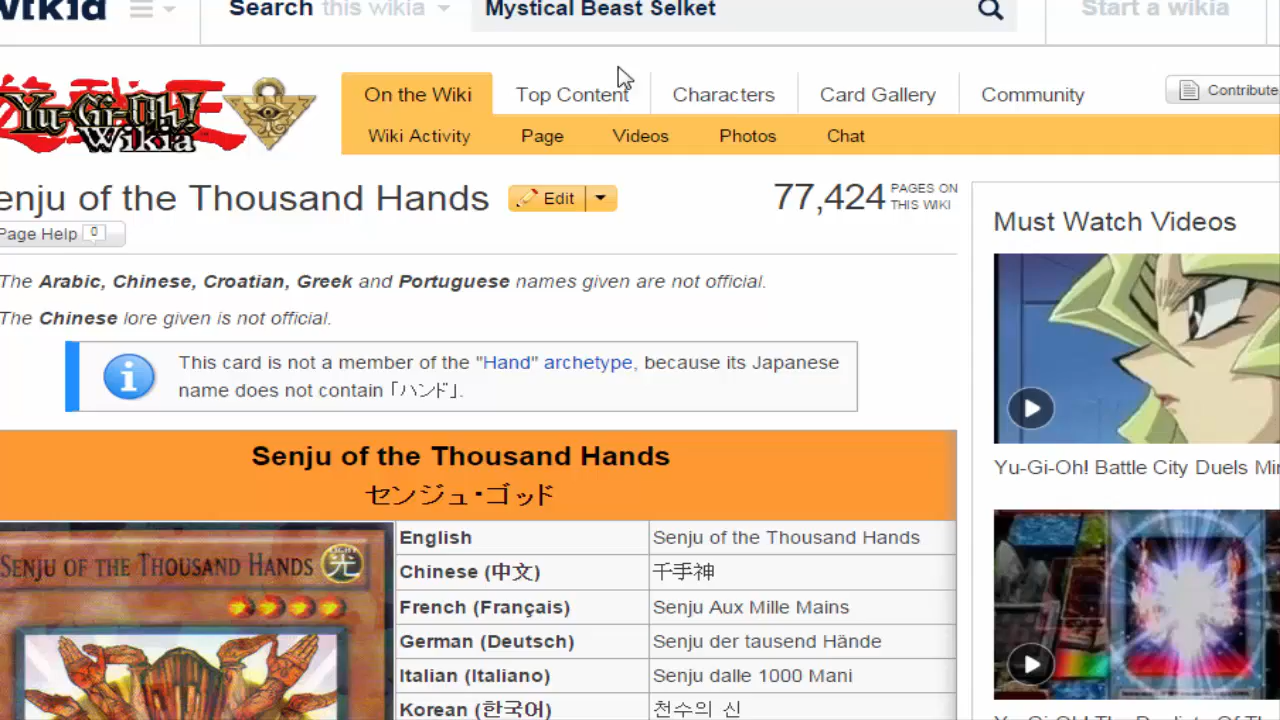 wikia
Search this wikia
Mystical Beast Selket
Start a wikia
Yu-Gi-Oh!
Wikia
On the Wiki
Top Content
Characters
Card Gallery
Community
Contribute
Wiki Activity
Page
Videos
Photos
Chat
enju of the Thousand Hands
Edit
77,424 PAGES ON THIS WIKI
Page Help 0
The Arabic, Chinese, Croatian, Greek and Portuguese names given are not official.
The Chinese lore given is not official.
This card is not a member of the "Hand" archetype, because its Japanese
name does not contain「ハンド」.
Must Watch Videos
Yu-Gi-Oh! Battle City Duels Mi
Senju of the Thousand Hands
センジュ・ゴッド
SENJU OF THE THOUSAND HANDS
LIGHT
光
English Senju of the Thousand Hands
Chinese (中文) 千手神
French (Français) Senju Aux Mille Mains
German (Deutsch) Senju der tausend Hände
Italian (Italiano) Senju dalle 1000 Mani
Korean (한국어) 천수의 신